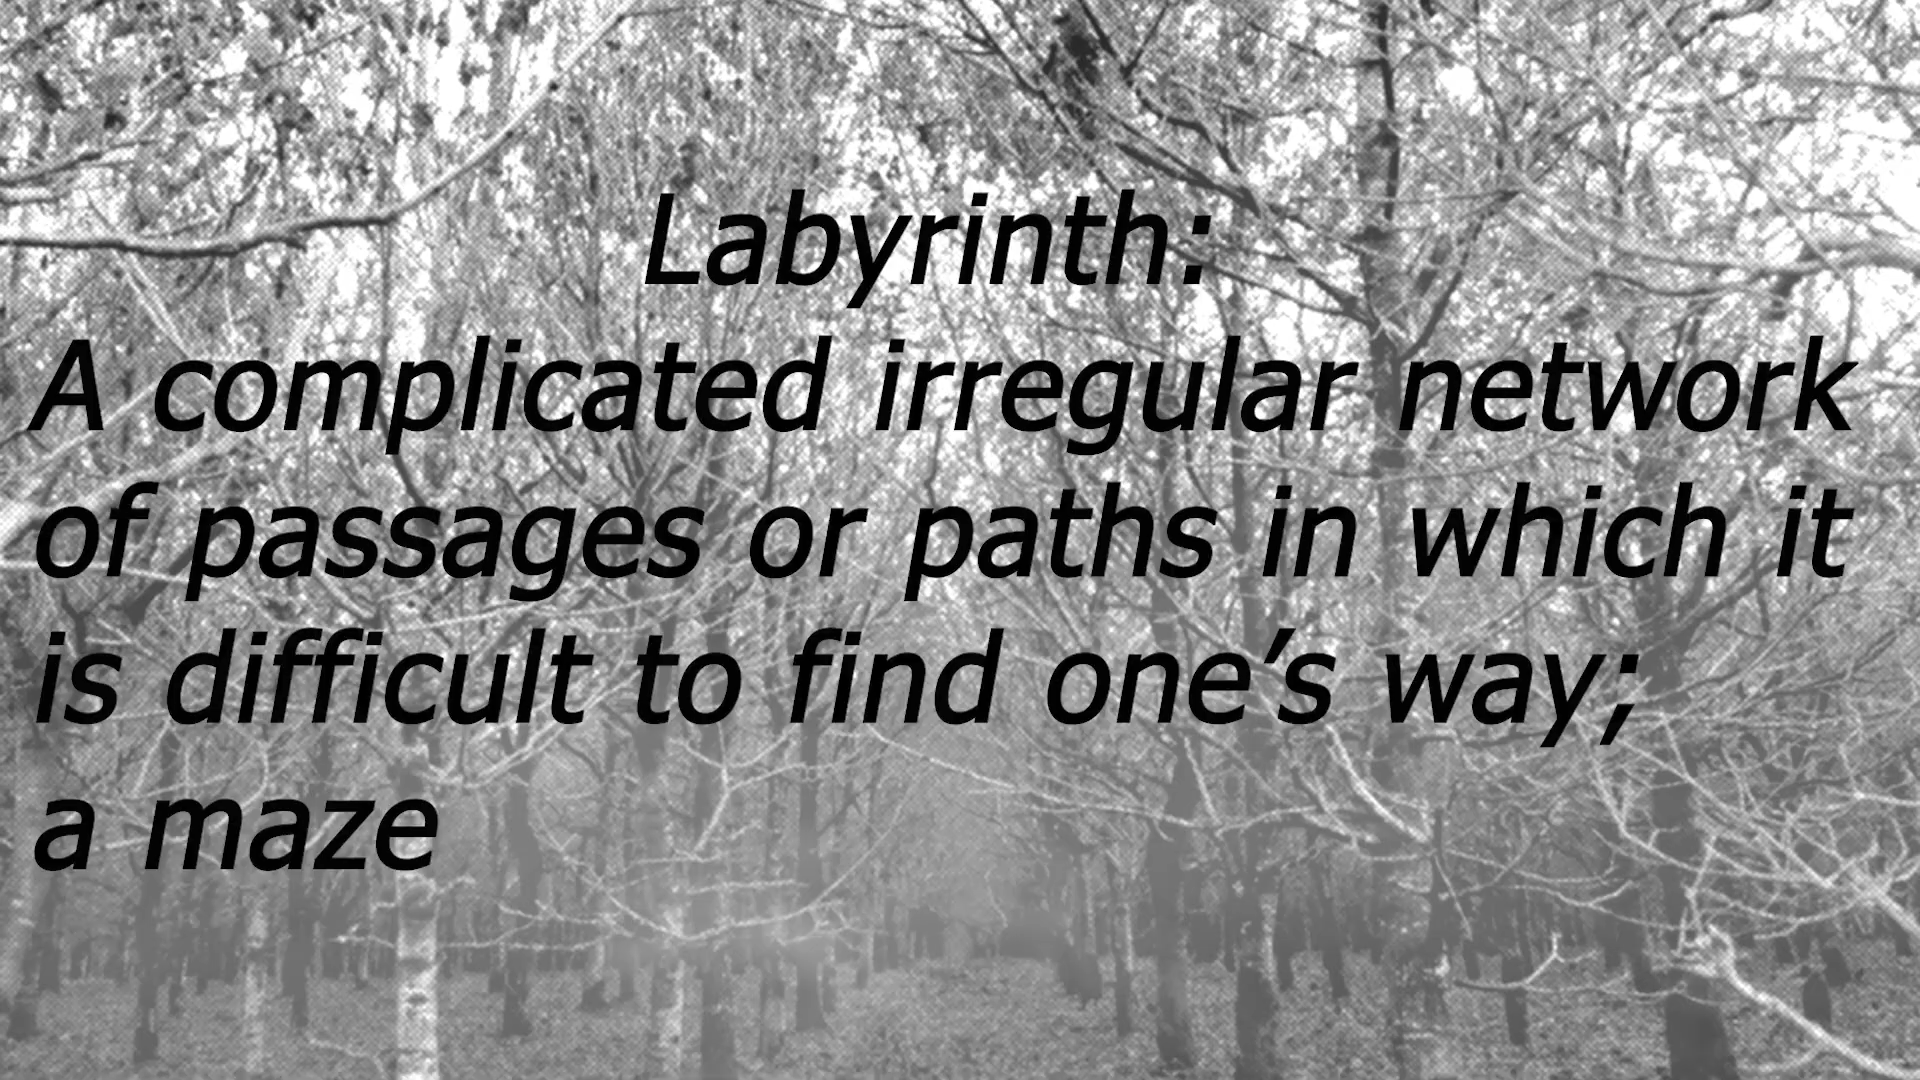 Labyrinth:
A complicated irregular network
of passages or paths in which it
is difficult to find one’s way;
a maze